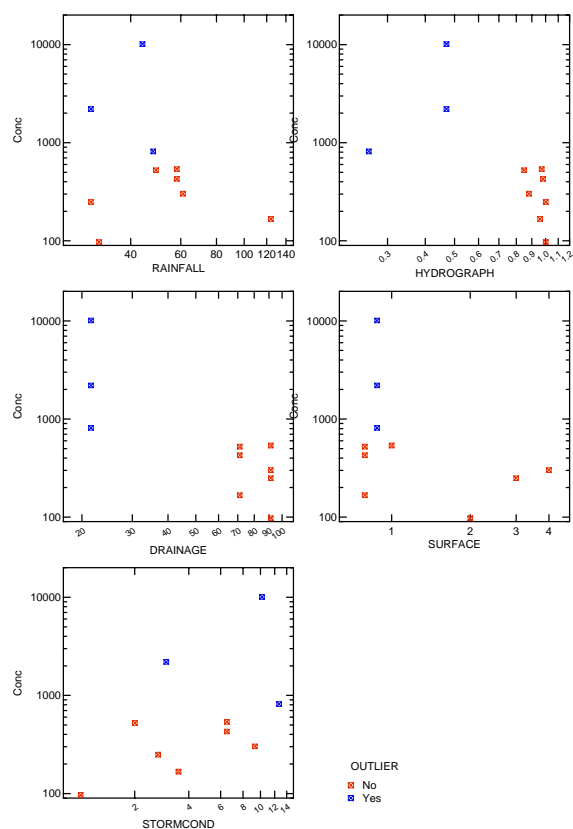 10000
1000
100
Conc
40 60 80 100 120 140
RAINFALL
10000
1000
100
Conc
0.3 0.4 0.5 0.6 0.7 0.8 0.9 1.0 1.1 1.2
HYDROGRAPH
10000
1000
100
Conc
20 30 40 50 60 70 80 90 100
DRAINAGE
10000
1000
100
Conc
1 2 3 4
SURFACE
10000
1000
100
Conc
2 4 6 8 10 12 14
STORMCOND
OUTLIER
No
Yes